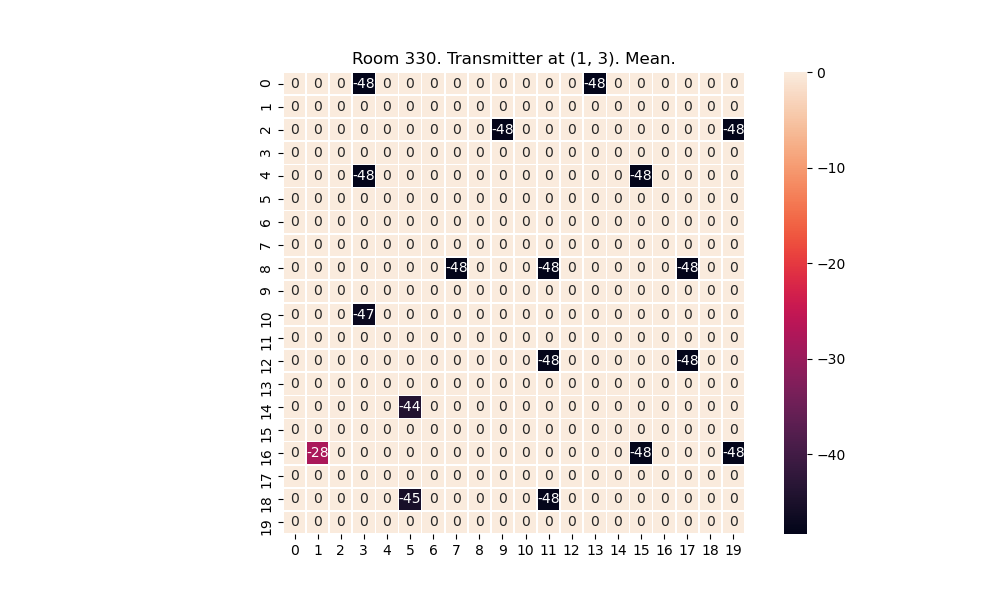 Room 330. Transmitter at (1, 3). Mean.
0 0 0 0 -48 0 0 0 0 0 0 0 0 0 -48 0 0 0 0 0 0
1 0 0 0 0 0 0 0 0 0 0 0 0 0 0 0 0 0 0 0 0
2 0 0 0 0 0 0 0 0 0 -48 0 0 0 0 0 0 0 0 0 -48
3 0 0 0 0 0 0 0 0 0 0 0 0 0 0 0 0 0 0 0 0
4 0 0 0 -48 0 0 0 0 0 0 0 0 0 0 0 -48 0 0 0 0
5 0 0 0 0 0 0 0 0 0 0 0 0 0 0 0 0 0 0 0 0
6 0 0 0 0 0 0 0 0 0 0 0 0 0 0 0 0 0 0 0 0
7 0 0 0 0 0 0 0 0 0 0 0 0 0 0 0 0 0 0 0 0
8 0 0 0 0 0 0 0 -48 0 0 0 -48 0 0 0 0 0 -48 0 0
9 0 0 0 0 0 0 0 0 0 0 0 0 0 0 0 0 0 0 0 0
10 0 0 0 -47 0 0 0 0 0 0 0 0 0 0 0 0 0 0 0 0
11 0 0 0 0 0 0 0 0 0 0 0 0 0 0 0 0 0 0 0 0
12 0 0 0 0 0 0 0 0 0 0 0 -48 0 0 0 0 0 -48 0 0
13 0 0 0 0 0 0 0 0 0 0 0 0 0 0 0 0 0 0 0 0
14 0 0 0 0 0 -44 0 0 0 0 0 0 0 0 0 0 0 0 0 0
15 0 0 0 0 0 0 0 0 0 0 0 0 0 0 0 0 0 0 0 0
16 0 -28 0 0 0 0 0 0 0 0 0 0 0 0 0 -48 0 0 0 -48
17 0 0 0 0 0 0 0 0 0 0 0 0 0 0 0 0 0 0 0 0
18 0 0 0 0 0 -45 0 0 0 0 0 -48 0 0 0 0 0 0 0 0
19 0 0 0 0 0 0 0 0 0 0 0 0 0 0 0 0 0 0 0 0
0 1 2 3 4 5 6 7 8 9 10 11 12 13 14 15 16 17 18 19
0
−10
−20
−30
−40